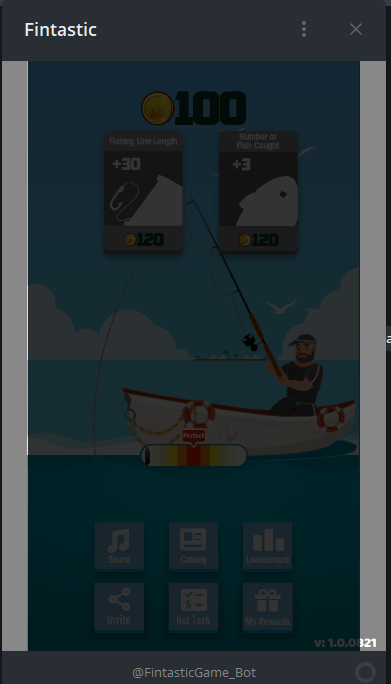 Fintastic
100
Fishing Line Length
Number of
Fish Caught
+30
+3
120
120
Perfect
Sound
Catalog
Leaderboard
Invite
Hot Task
My Rewards
v: 1.0.0321
@FintasticGame_Bot